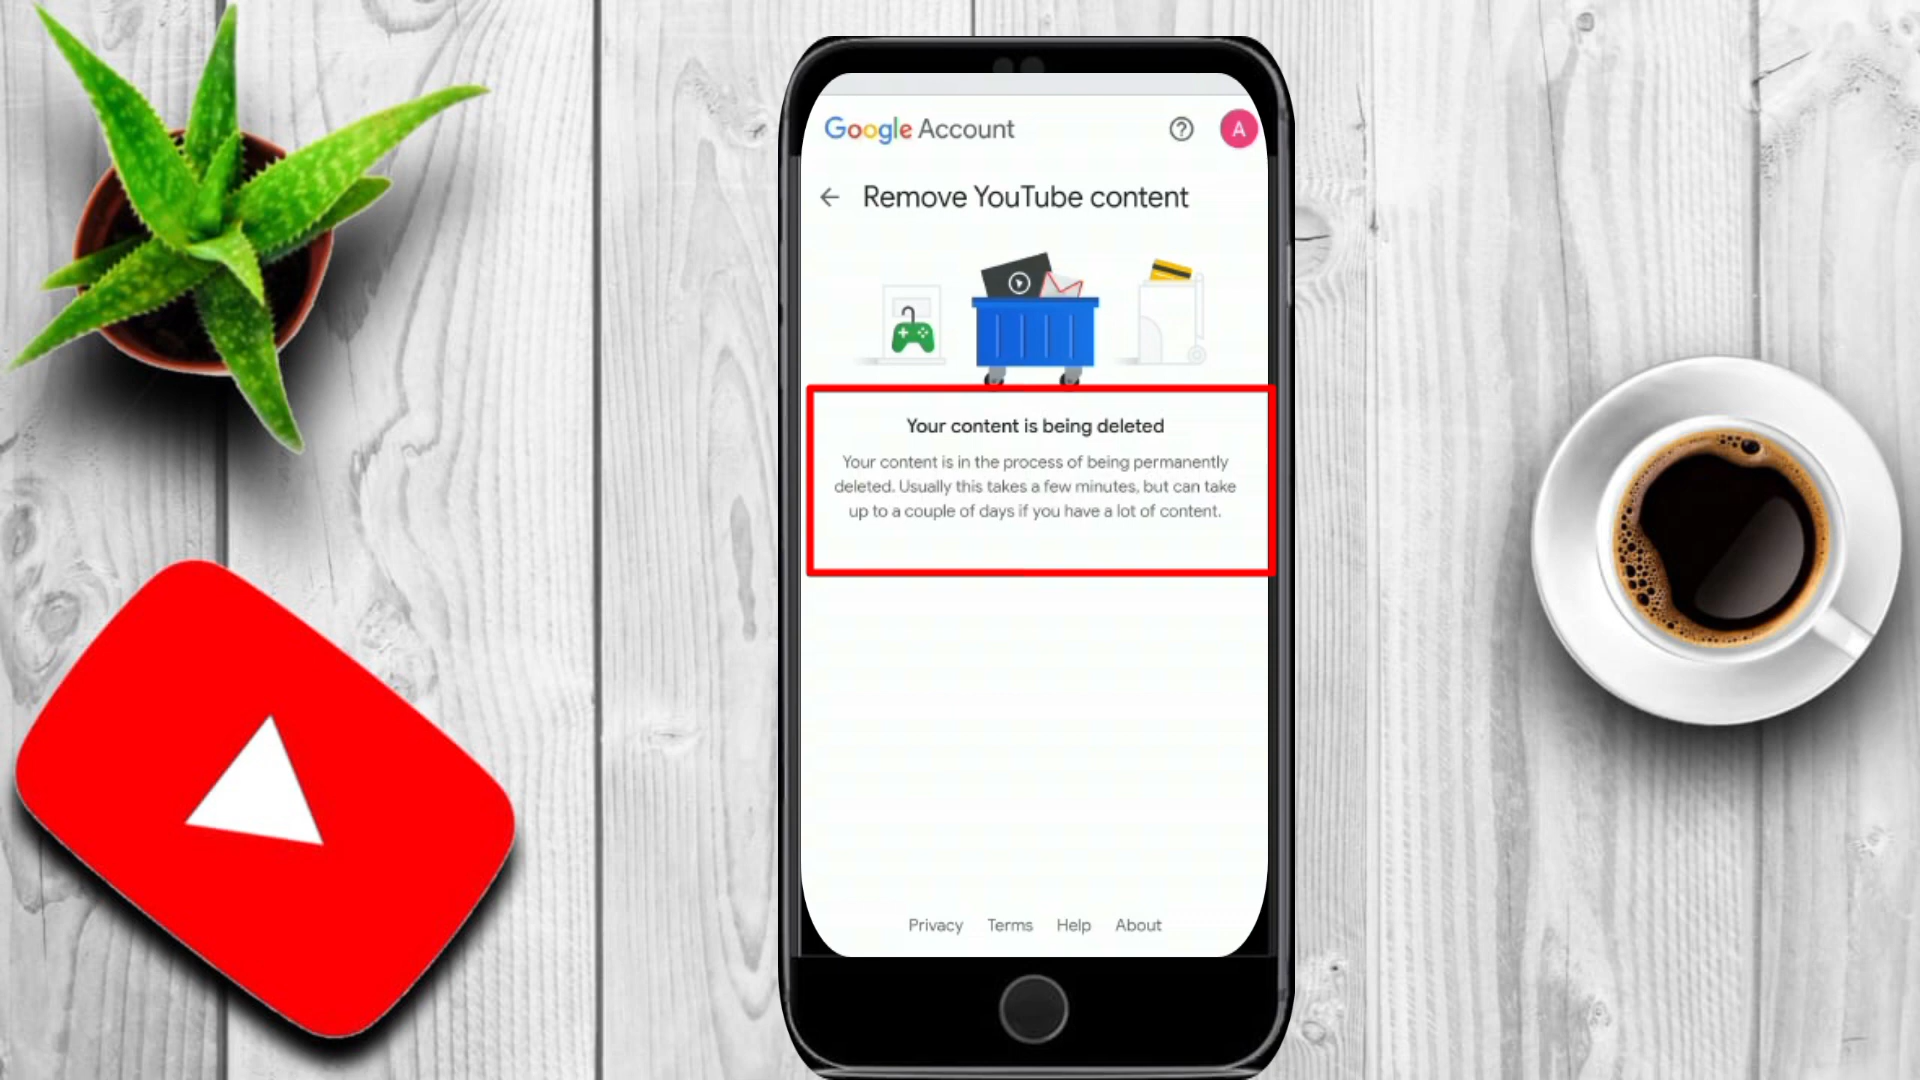 Google Account
A
Remove YouTube content
Your content is being deleted
Your content is in the process of being permanently
deleted. Usually this takes a few minutes, but can take
up to a couple of days if you have a lot of content.
Privacy Terms Help About